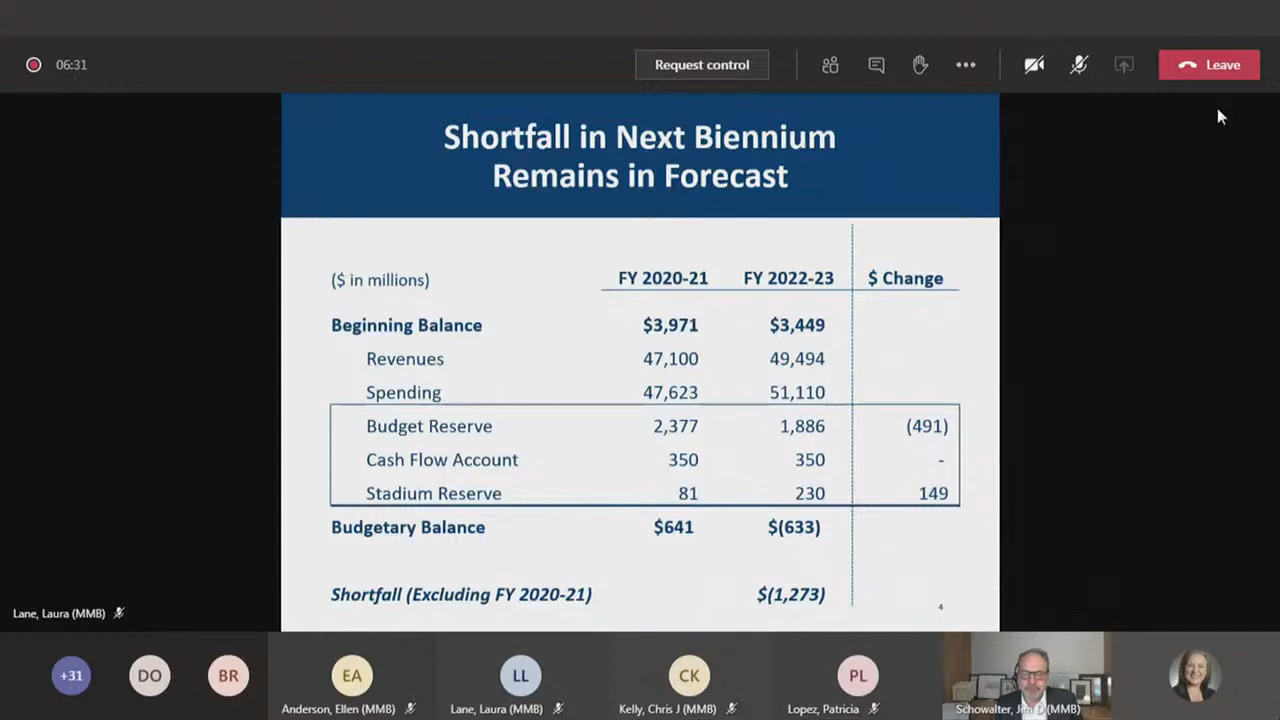 06:31
Request control
Leave
Shortfall in Next Biennium
Remains in Forecast
($ in millions) FY 2020-21 FY 2022-23 $ Change
Beginning Balance $3,971 $3,449
Revenues 47,100 49,494
Spending 47,623 51,110
Budget Reserve 2,377 1,886 (491)
Cash Flow Account 350 350 -
Stadium Reserve 81 230 149
Budgetary Balance $641 $(633)
Shortfall (Excluding FY 2020-21) $(1,273)
4
Lane, Laura (MMB)
+31 DO BR EA LL CK PL
Anderson, Ellen (MMB) Lane, Laura (MMB) Kelly, Chris J (MMB) Lopez, Patricia Schowalter, Jim D (MMB)